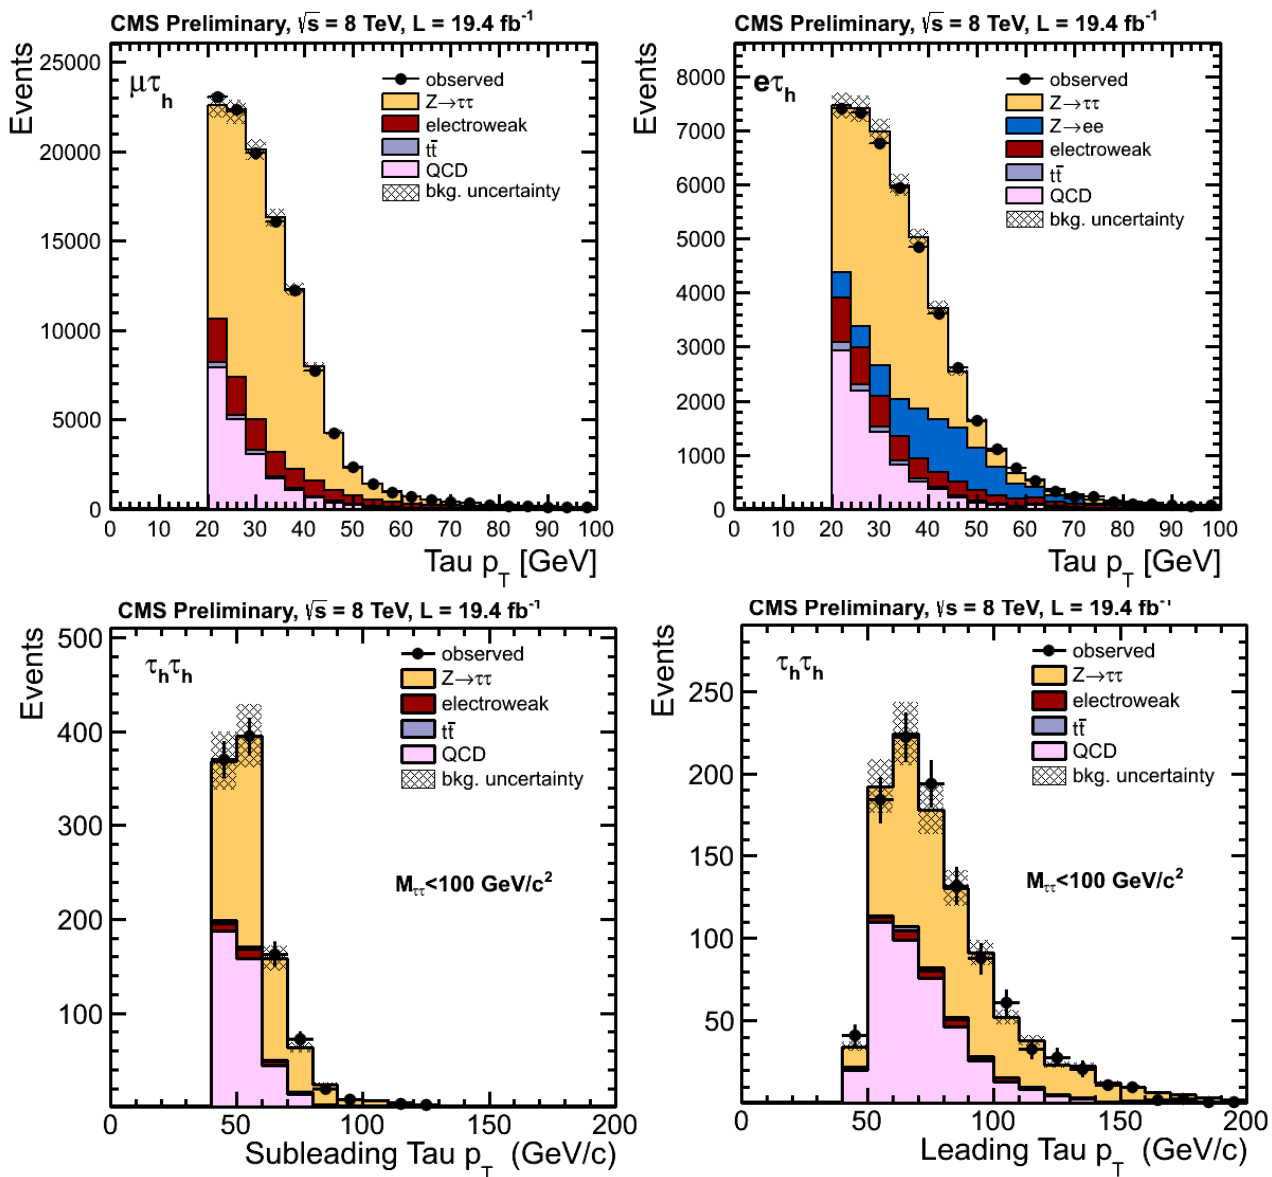 CMS Preliminary, √s = 8 TeV, L = 19.4 fb⁻¹
Events
μτh
observed
Z→ττ
electroweak
tt̄
QCD
bkg. uncertainty
25000
20000
15000
10000
5000
0
0 10 20 30 40 50 60 70 80 90 100
Tau pT [GeV]
CMS Preliminary, √s = 8 TeV, L = 19.4 fb⁻¹
Events
eτh
observed
Z→ττ
Z→ee
electroweak
tt̄
QCD
bkg. uncertainty
8000
7000
6000
5000
4000
3000
2000
1000
0
0 10 20 30 40 50 60 70 80 90 100
Tau pT [GeV]
CMS Preliminary, √s = 8 TeV, L = 19.4 fb⁻¹
Events
τhτh
observed
Z→ττ
electroweak
tt̄
QCD
bkg. uncertainty
Mττ<100 GeV/c²
500
400
300
200
100
0 50 100 150 200
Subleading Tau pT (GeV/c)
CMS Preliminary, √s = 8 TeV, L = 19.4 fb⁻¹
Events
τhτh
observed
Z→ττ
electroweak
tt̄
QCD
bkg. uncertainty
Mττ<100 GeV/c²
250
200
150
100
50
0 50 100 150 200
Leading Tau pT (GeV/c)